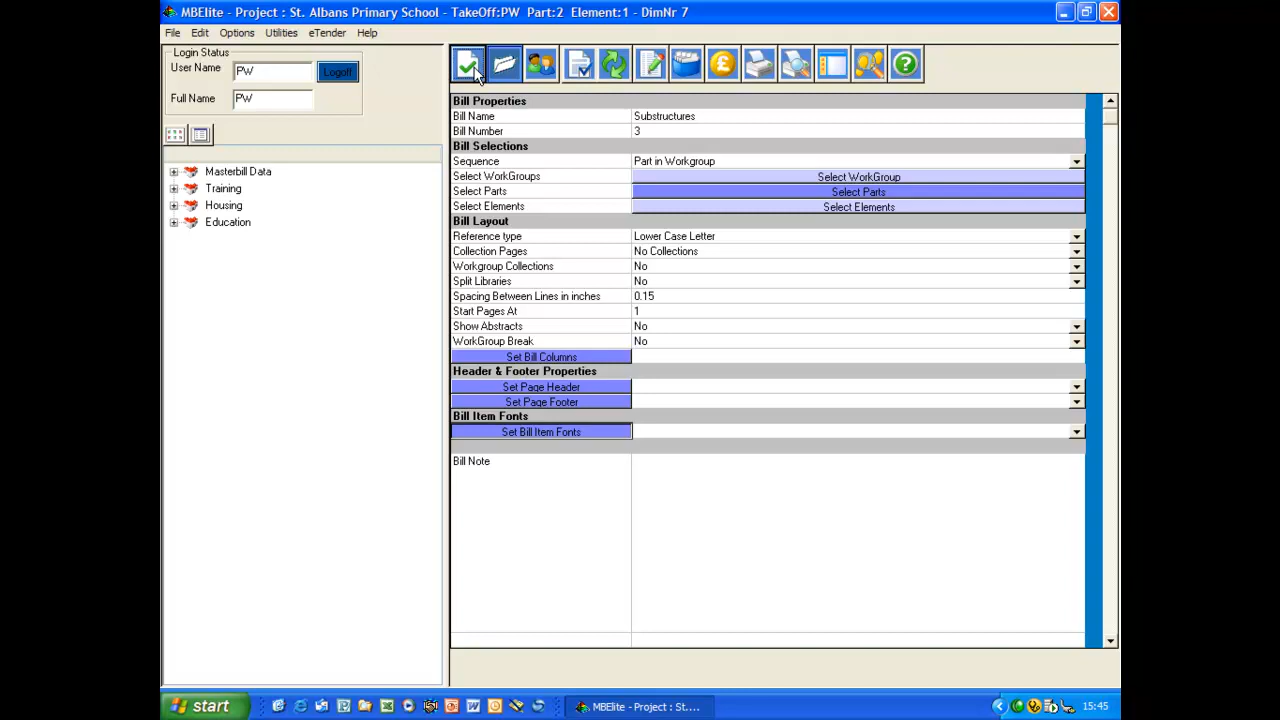 MBElite - Project : St. Albans Primary School - TakeOff:PW Part:2 Element:1 - DimNr 7
File Edit Options Utilities eTender Help
Login Status
User Name PW Logoff
Full Name PW
Masterbill Data
Training
Housing
Education
Bill Properties
Bill Name Substructures
Bill Number 3
Bill Selections
Sequence Part in Workgroup
Select WorkGroups Select WorkGroup
Select Parts Select Parts
Select Elements Select Elements
Bill Layout
Reference type Lower Case Letter
Collection Pages No Collections
Workgroup Collections No
Split Libraries No
Spacing Between Lines in inches 0.15
Start Pages At 1
Show Abstracts No
WorkGroup Break No
Set Bill Columns
Header & Footer Properties
Set Page Header
Set Page Footer
Bill Item Fonts
Set Bill Item Fonts
Bill Note
start MBElite - Project : St.... 15:45